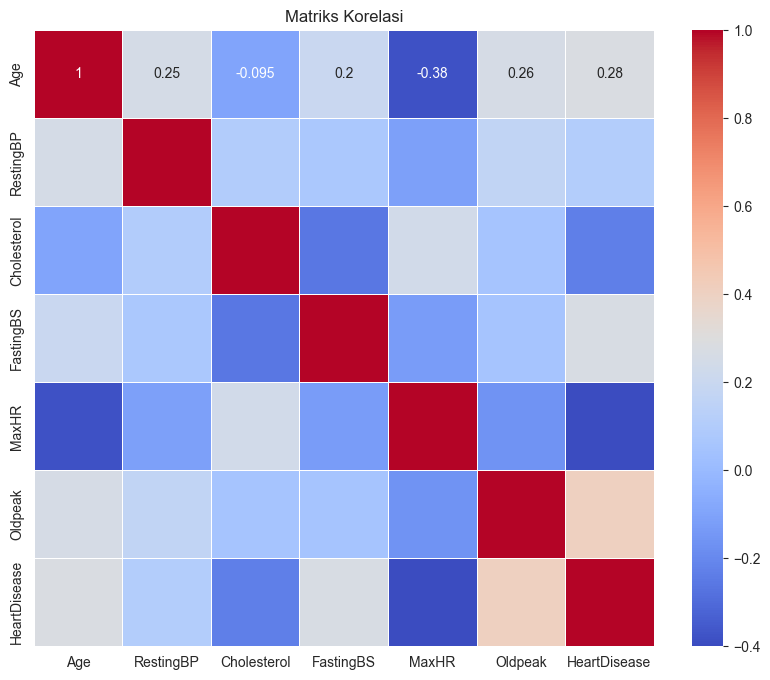 Matriks Korelasi
Age
1 0.25 -0.095 0.2 -0.38 0.26 0.28
RestingBP
Cholesterol
FastingBS
MaxHR
Oldpeak
HeartDisease
Age RestingBP Cholesterol FastingBS MaxHR Oldpeak HeartDisease
1.0
0.8
0.6
0.4
0.2
0.0
−0.2
−0.4